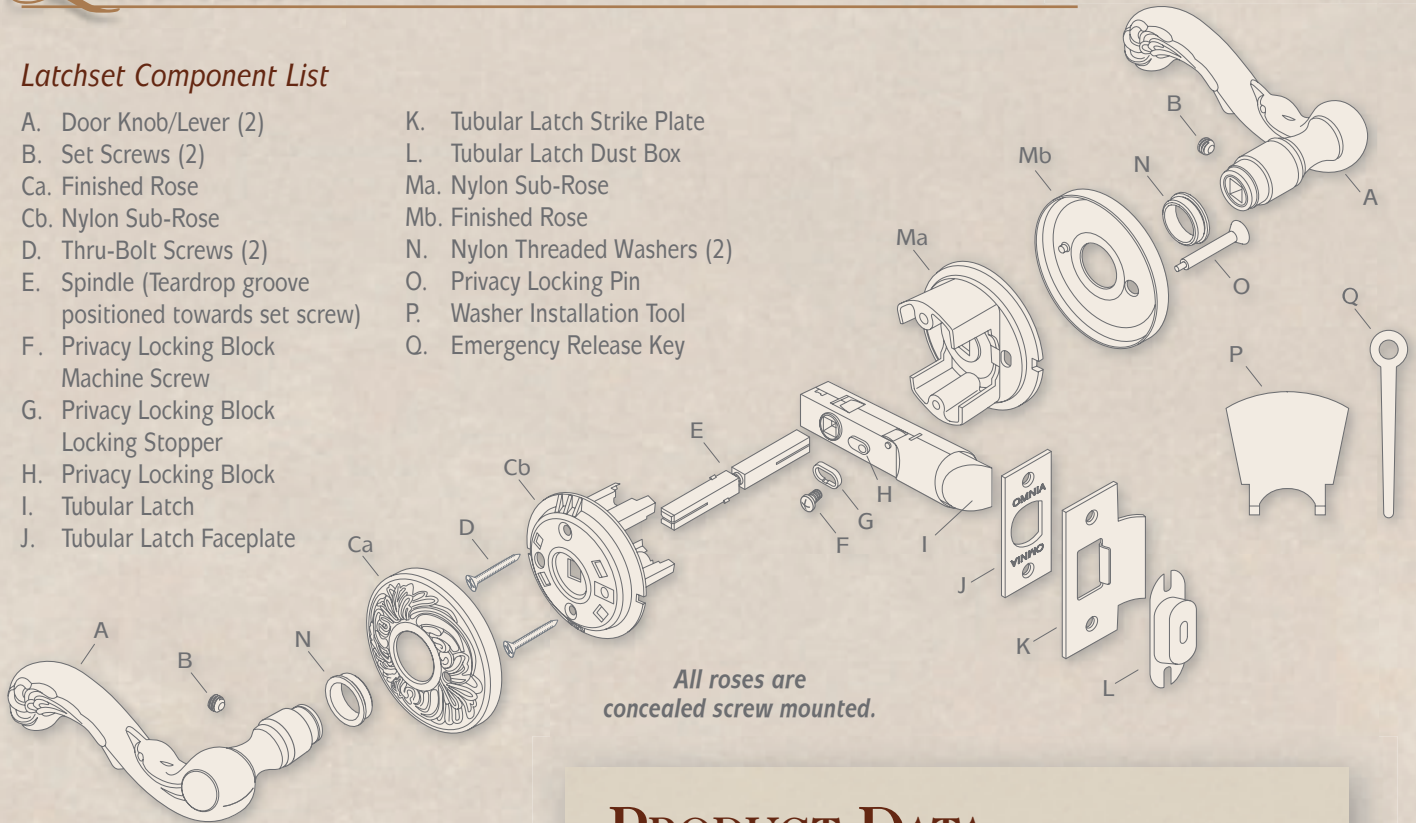 Latchset Component List
A. Door Knob/Lever (2)
B. Set Screws (2)
Ca. Finished Rose
Cb. Nylon Sub-Rose
D. Thru-Bolt Screws (2)
E. Spindle (Teardrop groove
positioned towards set screw)
F. Privacy Locking Block
Machine Screw
G. Privacy Locking Block
Locking Stopper
H. Privacy Locking Block
I. Tubular Latch
J. Tubular Latch Faceplate
K. Tubular Latch Strike Plate
L. Tubular Latch Dust Box
Ma. Nylon Sub-Rose
Mb. Finished Rose
N. Nylon Threaded Washers (2)
O. Privacy Locking Pin
P. Washer Installation Tool
Q. Emergency Release Key
B
Mb
N
A
Ma
O
Q
P
E
Cb
H
G
D
F
I
Ca
OMNIA
OMNIA
J
A
N
K
B
L
All roses are
concealed screw mounted.
PRODUCT DATA